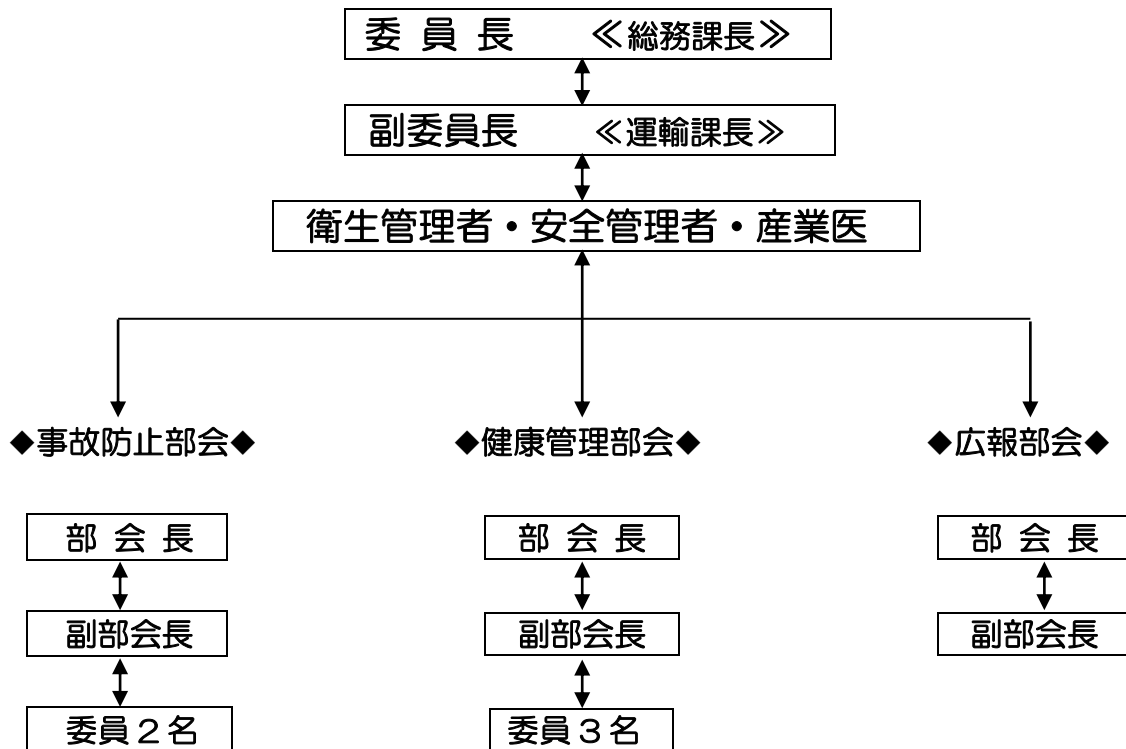 委員長 ≪総務課長≫
副委員長 ≪運輸課長≫
衛生管理者・安全管理者・産業医
◆事故防止部会◆ ◆健康管理部会◆ ◆広報部会◆
部会長 部会長 部会長
副部会長 副部会長 副部会長
委員2名 委員3名